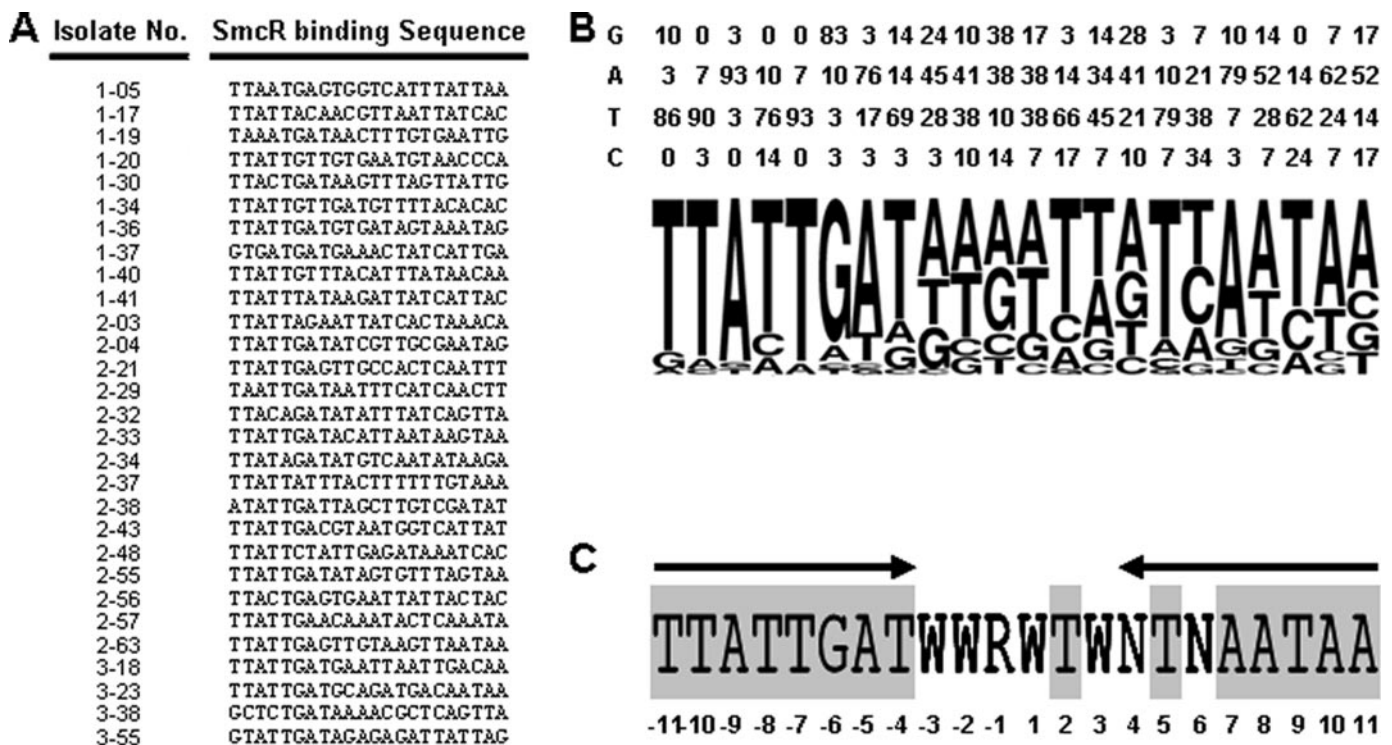 A Isolate No. SmcR binding Sequence
1-05 TTAATGAGTGGTCATTTATTAA
1-17 TTATTACAACGTTAATTATCAC
1-19 TAAATGATAACTTTGTGAATTG
1-20 TTATTGTTGTGAATGTAACCCA
1-30 TTACTGATAAGTTTAGTTATTG
1-34 TTATTGTTGATGTTTTACACAC
1-36 TTATTGATGTGATAGTAAATAG
1-37 GTGATGATGAAACTATCATTGA
1-40 TTATTGTTTACATTTATAACAA
1-41 TTATTTATAAGATTATCATTAC
2-03 TTATTAGAATTATCACTAAACA
2-04 TTATTGATATCGTTGCGAATAG
2-21 TTATTGAGTTGCCACTCAATTT
2-29 TAATTGATAATTTCATCAACTT
2-32 TTACAGATATATTTATCAGTTA
2-33 TTATTGATACATTAATAAGTAA
2-34 TTATAGATATGTCAATATAAGA
2-37 TTATTATTTACTTTTTTGTAAA
2-38 ATATTGATTAGCTTGTCGATAT
2-43 TTATTGACGTAATGGTCATTAT
2-48 TTATTCTATTGAGATAAATCAC
2-55 TTATTGATATAGTGTTTAGTAA
2-56 TTACTGAGTGAATTATTACTAC
2-57 TTATTGAACAAATACTCAAATA
2-63 TTATTGAGTTGTAAGTTAATAA
3-18 TTATTGATGAATTAATTGACAA
3-23 TTATTGATGCAGATGACAATAA
3-38 GCTCTGATAAAACGCTCAGTTA
3-55 GTATTGATAGAGAGATTATTAG
B G 10 0 3 0 0 83 3 14 24 10 38 17 3 14 28 3 7 10 14 0 7 17
A 3 7 93 10 7 10 76 14 45 41 38 38 14 34 41 10 21 79 52 14 62 52
T 86 90 3 76 93 3 17 69 28 38 10 38 66 45 21 79 38 7 28 62 24 14
C 0 3 0 14 0 3 3 3 3 10 14 7 17 7 10 7 34 3 7 24 7 17
TTATTGATAAAATTATTAATAA
C
TTATTGATWWRWTWNTNAATAA
-11 -10 -9 -8 -7 -6 -5 -4 -3 -2 -1 1 2 3 4 5 6 7 8 9 10 11